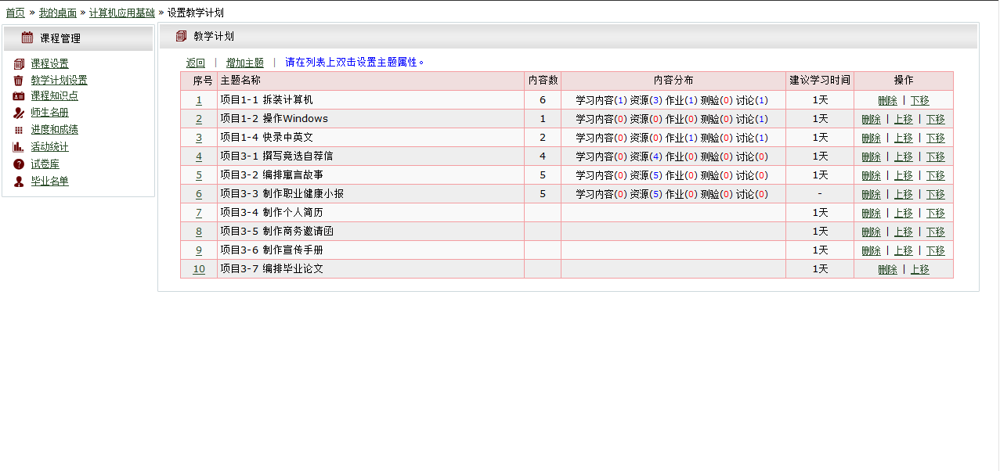 首页 » 我的桌面 » 计算机应用基础 » 设置教学计划
课程管理
课程设置
教学计划设置
课程知识点
师生名册
进度和成绩
活动统计
试卷库
毕业名单
教学计划
返回 | 增加主题 | 请在列表上双击设置主题属性。
序号 主题名称 内容数 内容分布 建议学习时间 操作
1 项目1-1 拆装计算机 6 学习内容(1) 资源(3) 作业(1) 测验(0) 讨论(1) 1天 删除 | 下移
2 项目1-2 操作Windows 1 学习内容(0) 资源(0) 作业(0) 测验(0) 讨论(1) 1天 删除 | 上移 | 下移
3 项目1-4 快录中英文 2 学习内容(0) 资源(0) 作业(1) 测验(0) 讨论(1) 1天 删除 | 上移 | 下移
4 项目3-1 撰写竞选自荐信 4 学习内容(0) 资源(4) 作业(0) 测验(0) 讨论(0) 1天 删除 | 上移 | 下移
5 项目3-2 编排寓言故事 5 学习内容(0) 资源(5) 作业(0) 测验(0) 讨论(0) 1天 删除 | 上移 | 下移
6 项目3-3 制作职业健康小报 5 学习内容(0) 资源(5) 作业(0) 测验(0) 讨论(0) - 删除 | 上移 | 下移
7 项目3-4 制作个人简历 1天 删除 | 上移 | 下移
8 项目3-5 制作商务邀请函 1天 删除 | 上移 | 下移
9 项目3-6 制作宣传手册 1天 删除 | 上移 | 下移
10 项目3-7 编排毕业论文 1天 删除 | 上移